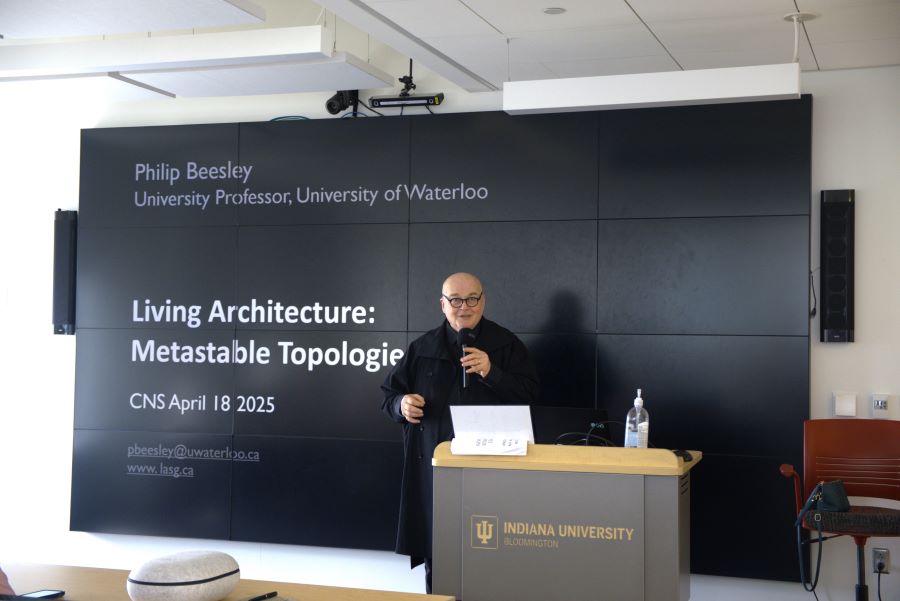 Philip Beesley
University Professor, University of Waterloo
Living Architecture:
Metastable Topologie
CNS April 18 2025
pbeesley@uwaterloo.ca
www. lasg.ca
INDIANA UNIVERSITY
BLOOMINGTON